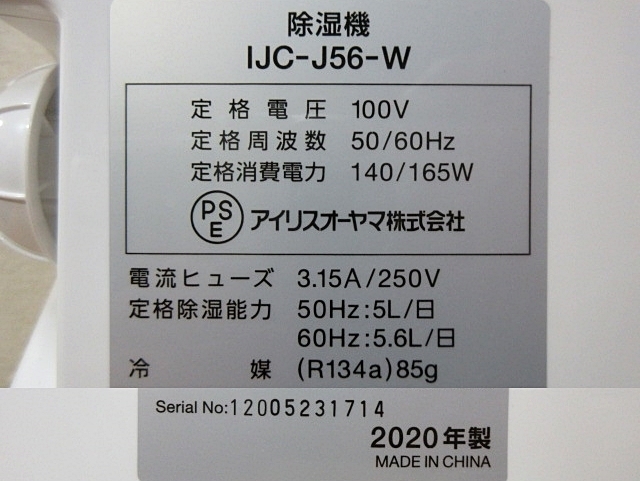 除湿機
IJC-J56-W
定格電圧 100V
定格周波数 50/60Hz
定格消費電力 140/165W
PSE アイリスオーヤマ株式会社
電流ヒューズ 3.15A/250V
定格除湿能力 50Hz:5L/日
60Hz:5.6L/日
冷媒 (R134a)85g
Serial No:12005231714
2020年製
MADE IN CHINA